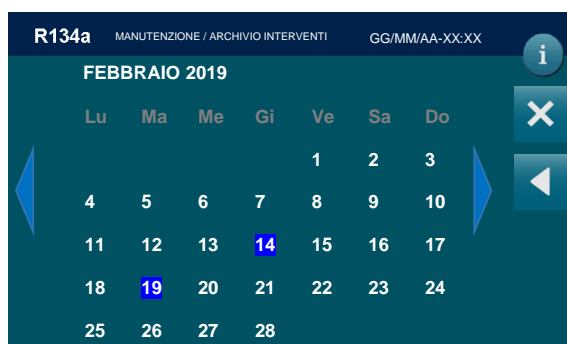 R134a MANUTENZIONE / ARCHIVIO INTERVENTI GG/MM/AA-XX:XX
i
FEBBRAIO 2019
Lu Ma Me Gi Ve Sa Do
1 2 3
4 5 6 7 8 9 10
11 12 13 14 15 16 17
18 19 20 21 22 23 24
25 26 27 28